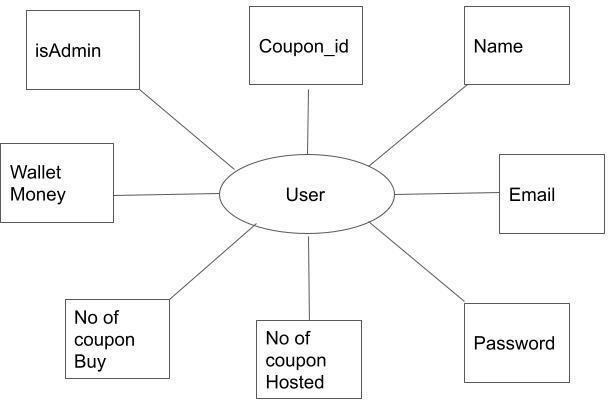 isAdmin
Coupon_id
Name
Wallet
Money
User
Email
No of
coupon
Buy
No of
coupon
Hosted
Password